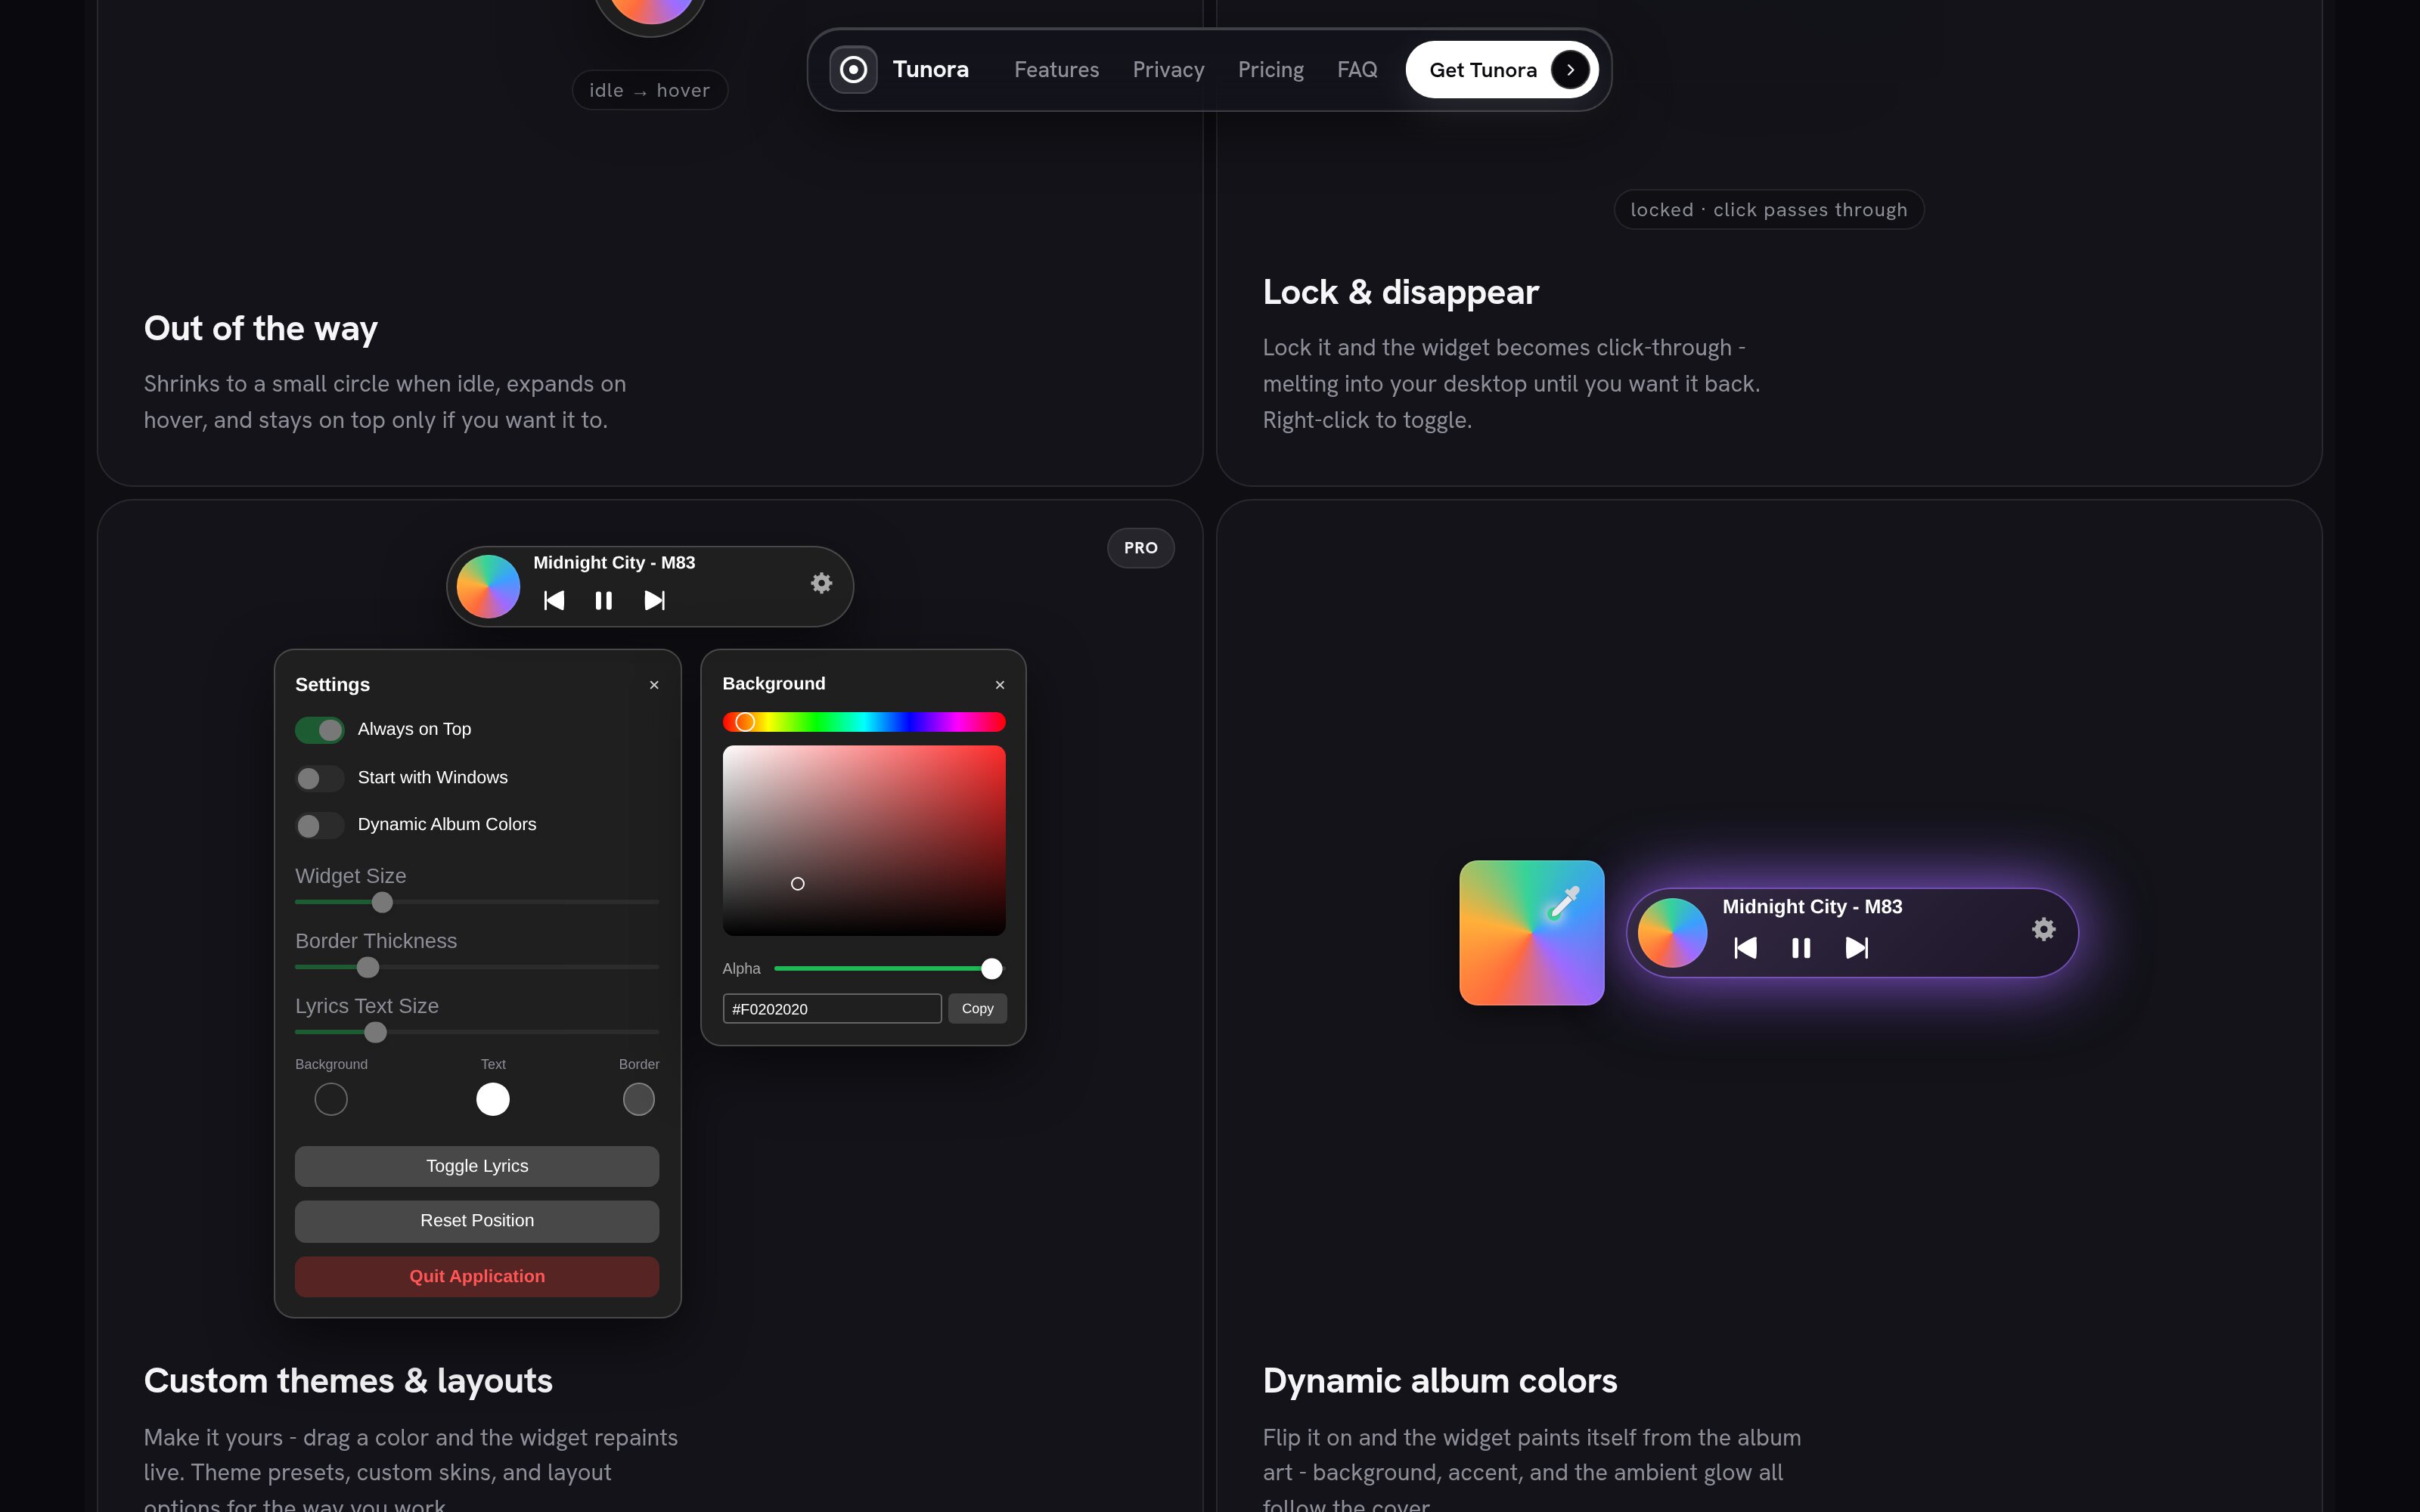 Tunora
Features
Privacy
Pricing
FAQ
Get Tunora
idle → hover
locked · click passes through
Out of the way
Shrinks to a small circle when idle, expands on
hover, and stays on top only if you want it to.
Lock & disappear
Lock it and the widget becomes click-through -
melting into your desktop until you want it back.
Right-click to toggle.
PRO
Midnight City - M83
Settings
Always on Top
Start with Windows
Dynamic Album Colors
Widget Size
Border Thickness
Lyrics Text Size
Background
Text
Border
Toggle Lyrics
Reset Position
Quit Application
Background
Alpha
#F0202020
Copy
Custom themes & layouts
Make it yours - drag a color and the widget repaints
live. Theme presets, custom skins, and layout
options for the way you work.
Midnight City - M83
Dynamic album colors
Flip it on and the widget paints itself from the album
art - background, accent, and the ambient glow all
follow the cover.